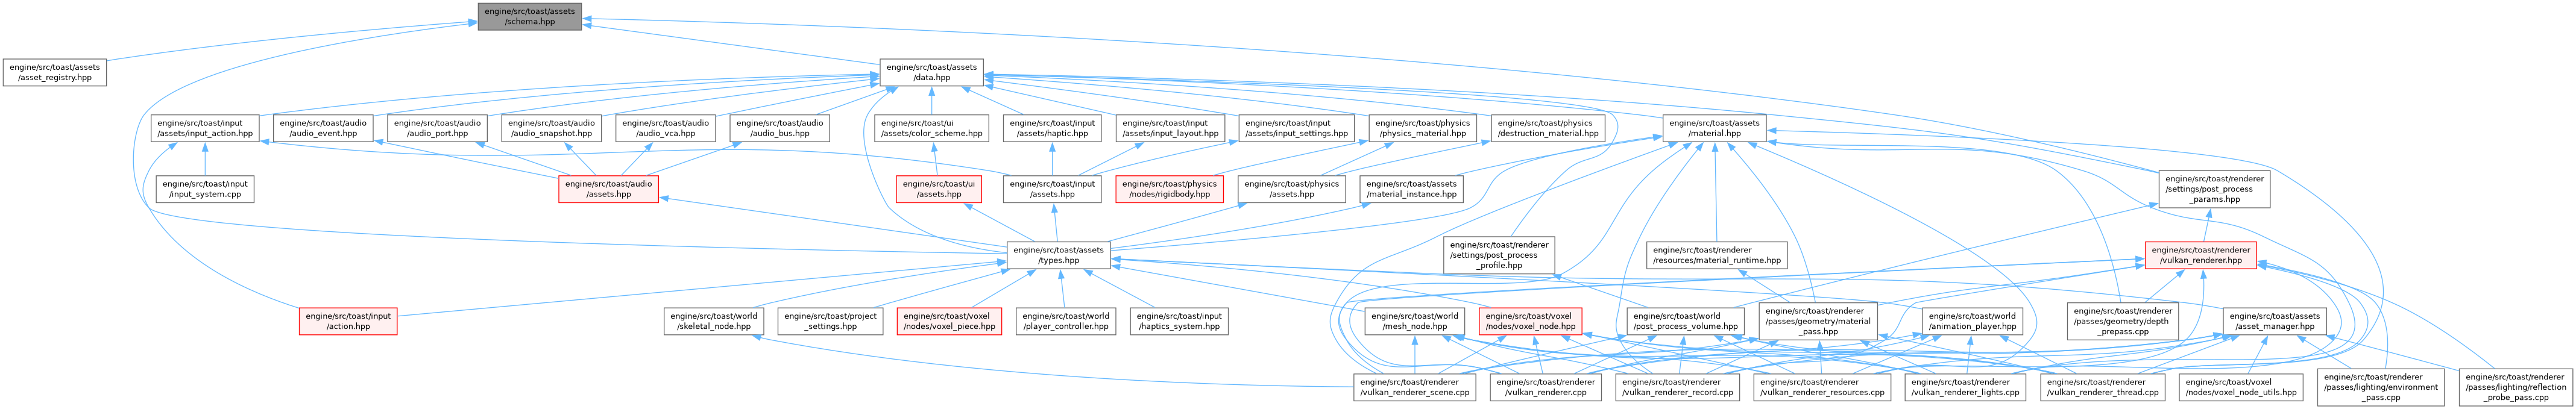 engine/src/toast/assets
/schema.hpp
engine/src/toast/assets
/asset_registry.hpp
engine/src/toast/assets
/data.hpp
engine/src/toast/input
/assets/input_action.hpp
engine/src/toast/audio
/audio_event.hpp
engine/src/toast/audio
/audio_port.hpp
engine/src/toast/audio
/audio_snapshot.hpp
engine/src/toast/audio
/audio_vca.hpp
engine/src/toast/audio
/audio_bus.hpp
engine/src/toast/ui
/assets/color_scheme.hpp
engine/src/toast/input
/assets/haptic.hpp
engine/src/toast/input
/assets/input_layout.hpp
engine/src/toast/input
/assets/input_settings.hpp
engine/src/toast/physics
/physics_material.hpp
engine/src/toast/physics
/destruction_material.hpp
engine/src/toast/assets
/material.hpp
engine/src/toast/input
/input_system.cpp
engine/src/toast/audio
/assets.hpp
engine/src/toast/ui
/assets.hpp
engine/src/toast/input
/assets.hpp
engine/src/toast/physics
/nodes/rigidbody.hpp
engine/src/toast/physics
/assets.hpp
engine/src/toast/assets
/material_instance.hpp
engine/src/toast/renderer
/settings/post_process
_params.hpp
engine/src/toast/assets
/types.hpp
engine/src/toast/renderer
/settings/post_process
_profile.hpp
engine/src/toast/renderer
/resources/material_runtime.hpp
engine/src/toast/renderer
/vulkan_renderer.hpp
engine/src/toast/input
/action.hpp
engine/src/toast/world
/skeletal_node.hpp
engine/src/toast/project
_settings.hpp
engine/src/toast/voxel
/nodes/voxel_piece.hpp
engine/src/toast/world
/player_controller.hpp
engine/src/toast/input
/haptics_system.hpp
engine/src/toast/world
/mesh_node.hpp
engine/src/toast/voxel
/nodes/voxel_node.hpp
engine/src/toast/world
/post_process_volume.hpp
engine/src/toast/renderer
/passes/geometry/material
_pass.hpp
engine/src/toast/world
/animation_player.hpp
engine/src/toast/renderer
/passes/geometry/depth
_prepass.cpp
engine/src/toast/assets
/asset_manager.hpp
engine/src/toast/renderer
/vulkan_renderer_scene.cpp
engine/src/toast/renderer
/vulkan_renderer.cpp
engine/src/toast/renderer
/vulkan_renderer_record.cpp
engine/src/toast/renderer
/vulkan_renderer_resources.cpp
engine/src/toast/renderer
/vulkan_renderer_lights.cpp
engine/src/toast/renderer
/vulkan_renderer_thread.cpp
engine/src/toast/voxel
/nodes/voxel_node_utils.hpp
engine/src/toast/renderer
/passes/lighting/environment
_pass.cpp
engine/src/toast/renderer
/passes/lighting/reflection
_probe_pass.cpp